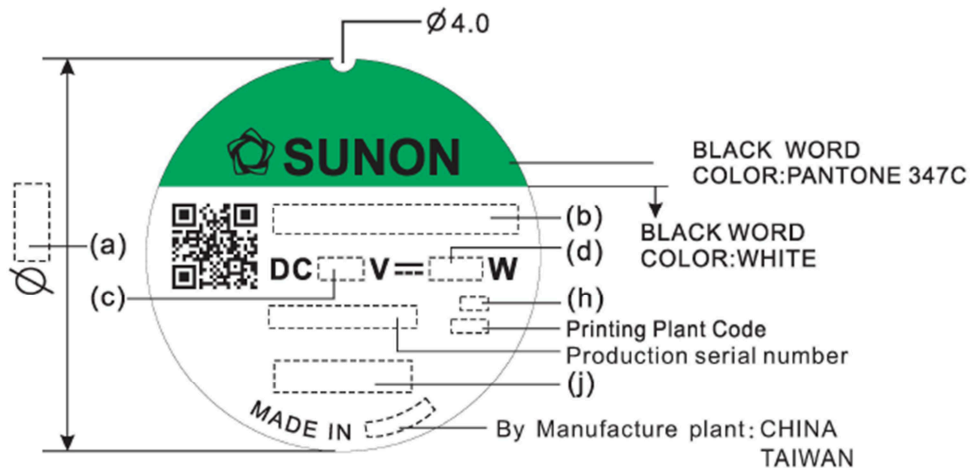 Ø4.0
SUNON
BLACK WORD
COLOR:PANTONE 347C
(b)
BLACK WORD
COLOR:WHITE
(a)
Ø
(d)
DC V W
(c)
(h)
Printing Plant Code
Production serial number
(j)
MADE IN
By Manufacture plant: CHINA
TAIWAN